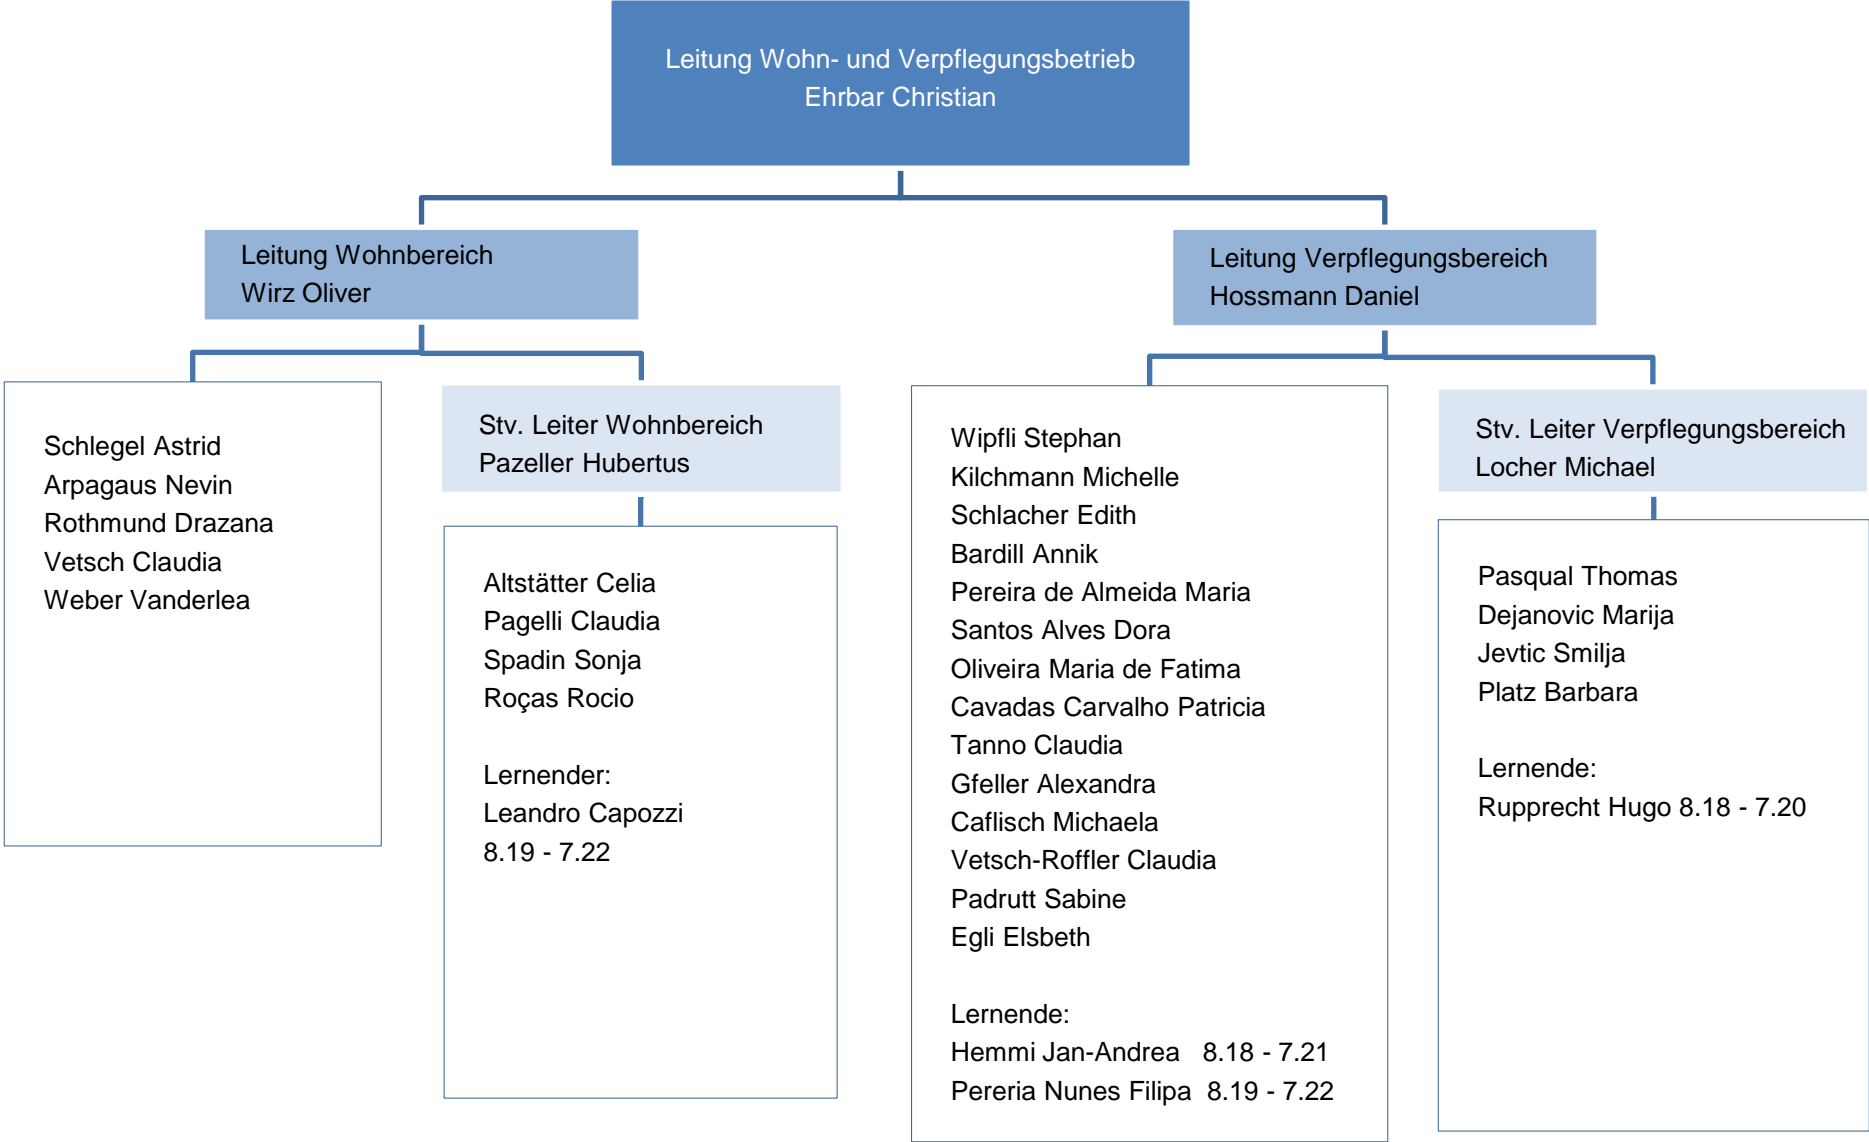 Leitung Wohn- und Verpflegungsbetrieb
Ehrbar Christian
Leitung Wohnbereich
Wirz Oliver
Leitung Verpflegungsbereich
Hossmann Daniel
Schlegel Astrid
Arpagaus Nevin
Rothmund Drazana
Vetsch Claudia
Weber Vanderlea
Stv. Leiter Wohnbereich
Pazeller Hubertus
Altstätter Celia
Pagelli Claudia
Spadin Sonja
Roças Rocio
Lernender:
Leandro Capozzi
8.19 - 7.22
Wipfli Stephan
Kilchmann Michelle
Schlacher Edith
Bardill Annik
Pereira de Almeida Maria
Santos Alves Dora
Oliveira Maria de Fatima
Cavadas Carvalho Patricia
Tanno Claudia
Gfeller Alexandra
Caflisch Michaela
Vetsch-Roffler Claudia
Padrutt Sabine
Egli Elsbeth
Lernende:
Hemmi Jan-Andrea 8.18 - 7.21
Pereria Nunes Filipa 8.19 - 7.22
Stv. Leiter Verpflegungsbereich
Locher Michael
Pasqual Thomas
Dejanovic Marija
Jevtic Smilja
Platz Barbara
Lernende:
Rupprecht Hugo 8.18 - 7.20